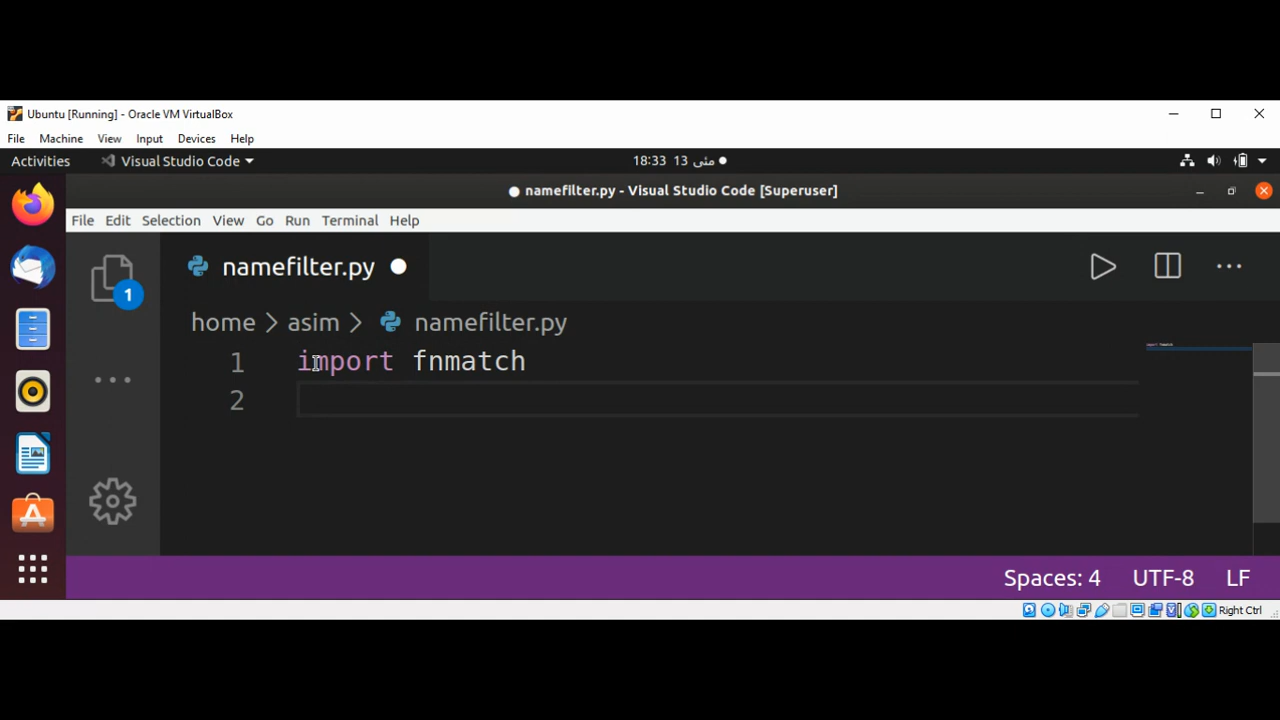 Ubuntu [Running] - Oracle VM VirtualBox
File Machine View Input Devices Help
Activities Visual Studio Code 18:33 13 مئی
namefilter.py - Visual Studio Code [Superuser]
File Edit Selection View Go Run Terminal Help
namefilter.py
1
home > asim > namefilter.py
1 import fnmatch
2
import fnmatch
Spaces: 4 UTF-8 LF
Right Ctrl